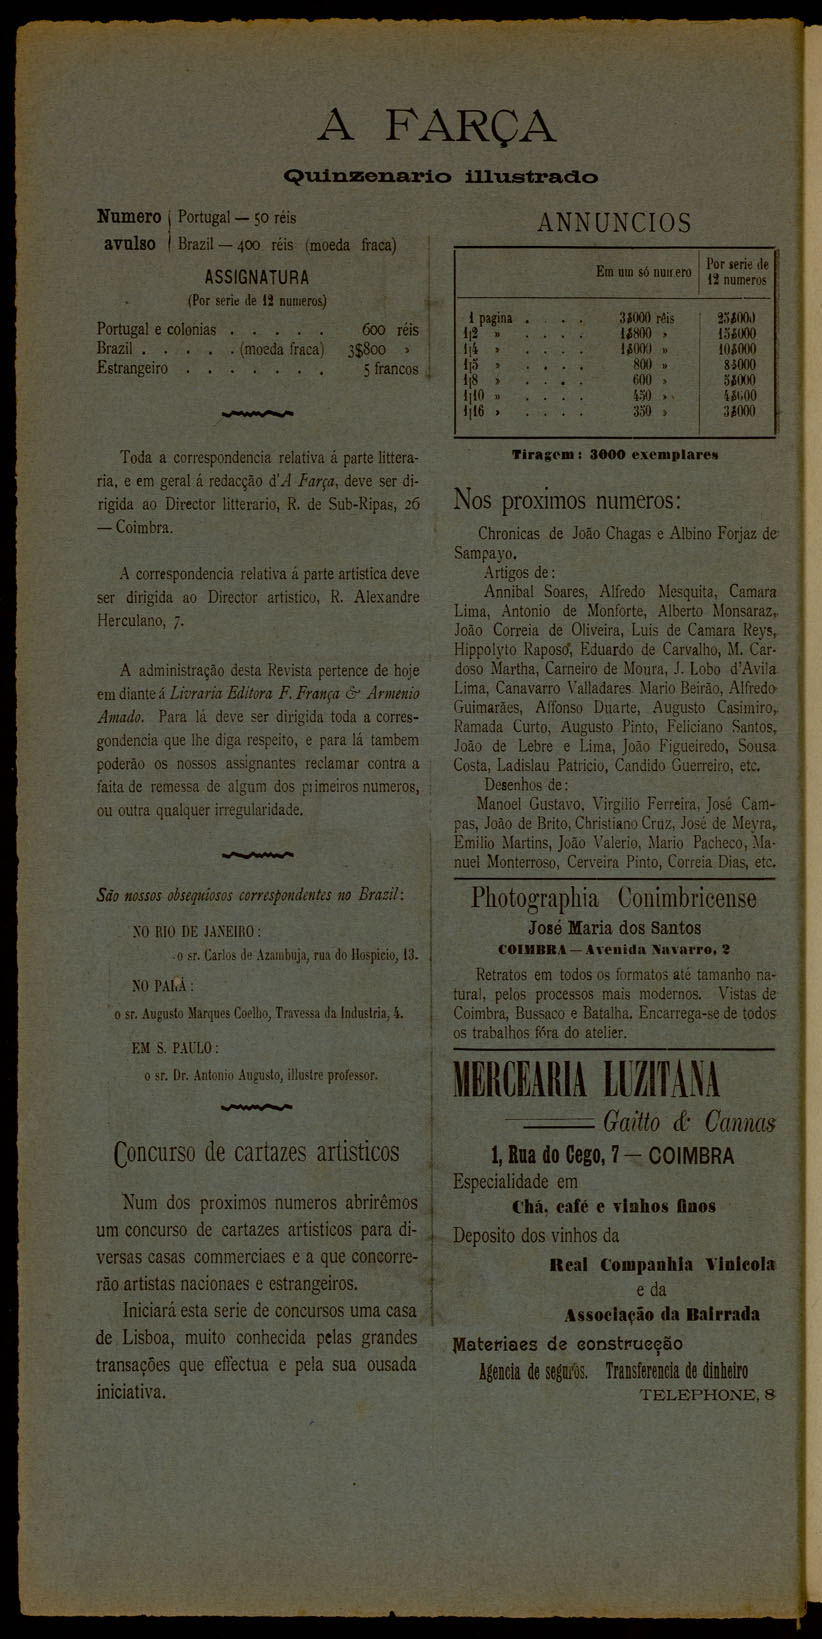 A FARÇA
Quinzenario illustrado
Numero avulso { Portugal — 50 réis
Brazil — 400 réis (moeda fraca)
ASSIGNATURA
(Por serie de 12 numeros)
Portugal e colonias . . . . . 600 réis
Brazil . . . . . (moeda fraca) 3$800 »
Estrangeiro . . . . . . . 5 francos
Toda a correspondencia relativa á parte littera-
ria, e em geral á redacção d'A Farça, deve ser di-
rigida ao Director litterario, R. de Sub-Ripas, 26
— Coimbra.
A correspondencia relativa á parte artistica deve
ser dirigida ao Director artistico, R. Alexandre
Herculano, 7.
A administração desta Revista pertence de hoje
em diante á Livraria Editora F. França & Armenio
Amado. Para lá deve ser dirigida toda a corres-
gondencia que lhe diga respeito, e para lá tambem
poderão os nossos assignantes reclamar contra a
faita de remessa de algum dos primeiros numeros,
ou outra qualquer irregularidade.
São nossos obsequiosos correspondentes no Brazil:
NO RIO DE JANEIRO:
o sr. Carlos de Azambuja, rua do Hospicio, 13.
NO PARÁ:
o sr. Augusto Marques Coelho, Travessa da Industria, 4.
EM S. PAULO:
o sr. Dr. Antonio Augusto, illustre professor.
Concurso de cartazes artisticos
Num dos proximos numeros abrirêmos
um concurso de cartazes artisticos para di-
versas casas commerciaes e a que concorre-
rão artistas nacionaes e estrangeiros.
Iniciará esta serie de concursos uma casa
de Lisboa, muito conhecida pelas grandes
transações que effectua e pela sua ousada
iniciativa.
ANNUNCIOS
Em um só numero | Por serie de 12 numeros
1 pagina . . . . 3$000 réis 25$000
1|2 » . . . . 1$800 » 15$000
1|4 » . . . . 1$000 » 10$000
1|5 » . . . . 800 » 8$000
1|8 » . . . . 600 » 5$000
1|10 » . . . . 450 » 4$000
1|16 » . . . . 350 » 3$000
Tiragem: 3000 exemplares
Nos proximos numeros:
Chronicas de João Chagas e Albino Forjaz de
Sampayo.
Artigos de:
Annibal Soares, Alfredo Mesquita, Camara
Lima, Antonio de Monforte, Alberto Monsaraz,
João Correia de Oliveira, Luis de Camara Reys,
Hippolyto Raposo, Eduardo de Carvalho, M. Car-
doso Martha, Carneiro de Moura, J. Lobo d'Avila
Lima, Canavarro Valladares, Mario Beirão, Alfredo
Guimarães, Affonso Duarte, Augusto Casimiro,
Ramada Curto, Augusto Pinto, Feliciano Santos,
João de Lebre e Lima, João Figueiredo, Sousa
Costa, Ladislau Patricio, Candido Guerreiro, etc.
Desenhos de:
Manoel Gustavo, Virgilio Ferreira, José Cam-
pas, João de Brito, Christiano Cruz, José de Meyra,
Emilio Martins, João Valerio, Mario Pacheco, Ma-
nuel Monterroso, Cerveira Pinto, Correia Dias, etc.
Photographia Conimbricense
José Maria dos Santos
COIMBRA — Avenida Navarro, 2
Retratos em todos os formatos até tamanho na-
tural, pelos processos mais modernos. Vistas de
Coimbra, Bussaco e Batalha. Encarrega-se de todos
os trabalhos fóra do atelier.
MERCEARIA LUZITANA
Gaitto & Cannas
1, Rua do Cego, 7 — COIMBRA
Especialidade em
Chá, café e vinhos finos
Deposito dos vinhos da
Real Companhia Vinicola
e da
Associação da Bairrada
Materiaes de construcção
Agencia de seguros. Transferencia de dinheiro
TELEPHONE, 8